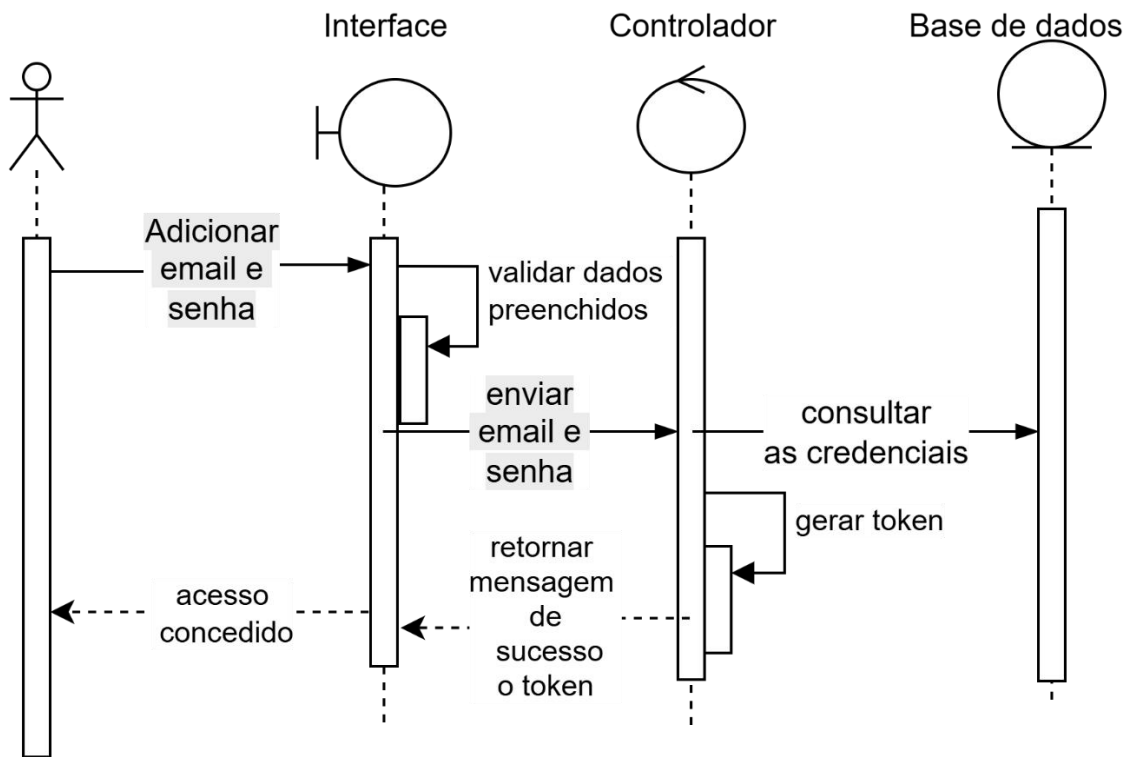 Interface
Controlador
Base de dados
Adicionar
email e
senha
validar dados
preenchidos
enviar
email e
senha
consultar
as credenciais
gerar token
retornar
mensagem
de
sucesso
o token
acesso
concedido